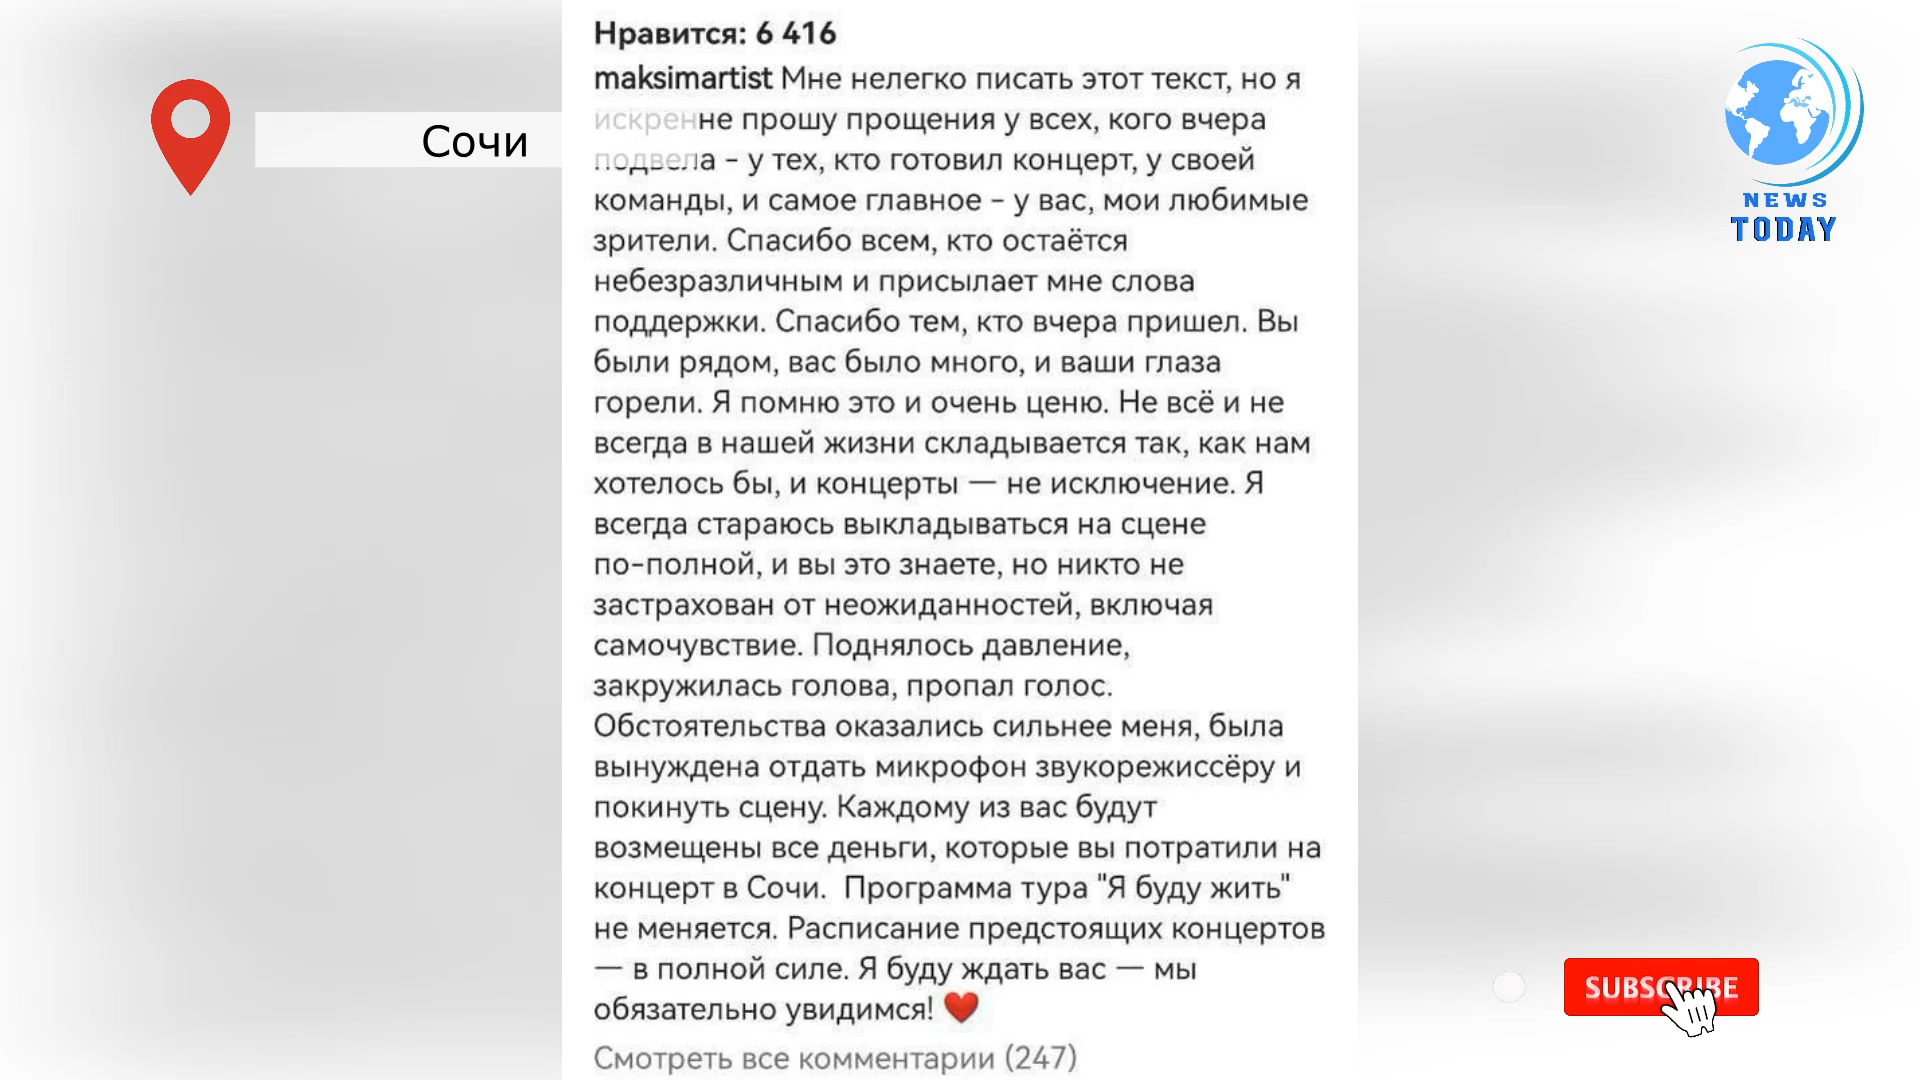 Нравится: 6 416
maksimartist Мне нелегко писать этот текст, но я
искренне прошу прощения у всех, кого вчера
подвела - у тех, кто готовил концерт, у своей
команды, и самое главное - у вас, мои любимые
зрители. Спасибо всем, кто остаётся
небезразличным и присылает мне слова
поддержки. Спасибо тем, кто вчера пришел. Вы
были рядом, вас было много, и ваши глаза
горели. Я помню это и очень ценю. Не всё и не
всегда в нашей жизни складывается так, как нам
хотелось бы, и концерты — не исключение. Я
всегда стараюсь выкладываться на сцене
по-полной, и вы это знаете, но никто не
застрахован от неожиданностей, включая
самочувствие. Поднялось давление,
закружилась голова, пропал голос.
Обстоятельства оказались сильнее меня, была
вынуждена отдать микрофон звукорежиссёру и
покинуть сцену. Каждому из вас будут
возмещены все деньги, которые вы потратили на
концерт в Сочи. Программа тура "Я буду жить"
не меняется. Расписание предстоящих концертов
— в полной силе. Я буду ждать вас — мы
обязательно увидимся! ❤️
Смотреть все комментарии (247)
Сочи
NEWS
TODAY
SUBSCRIBE